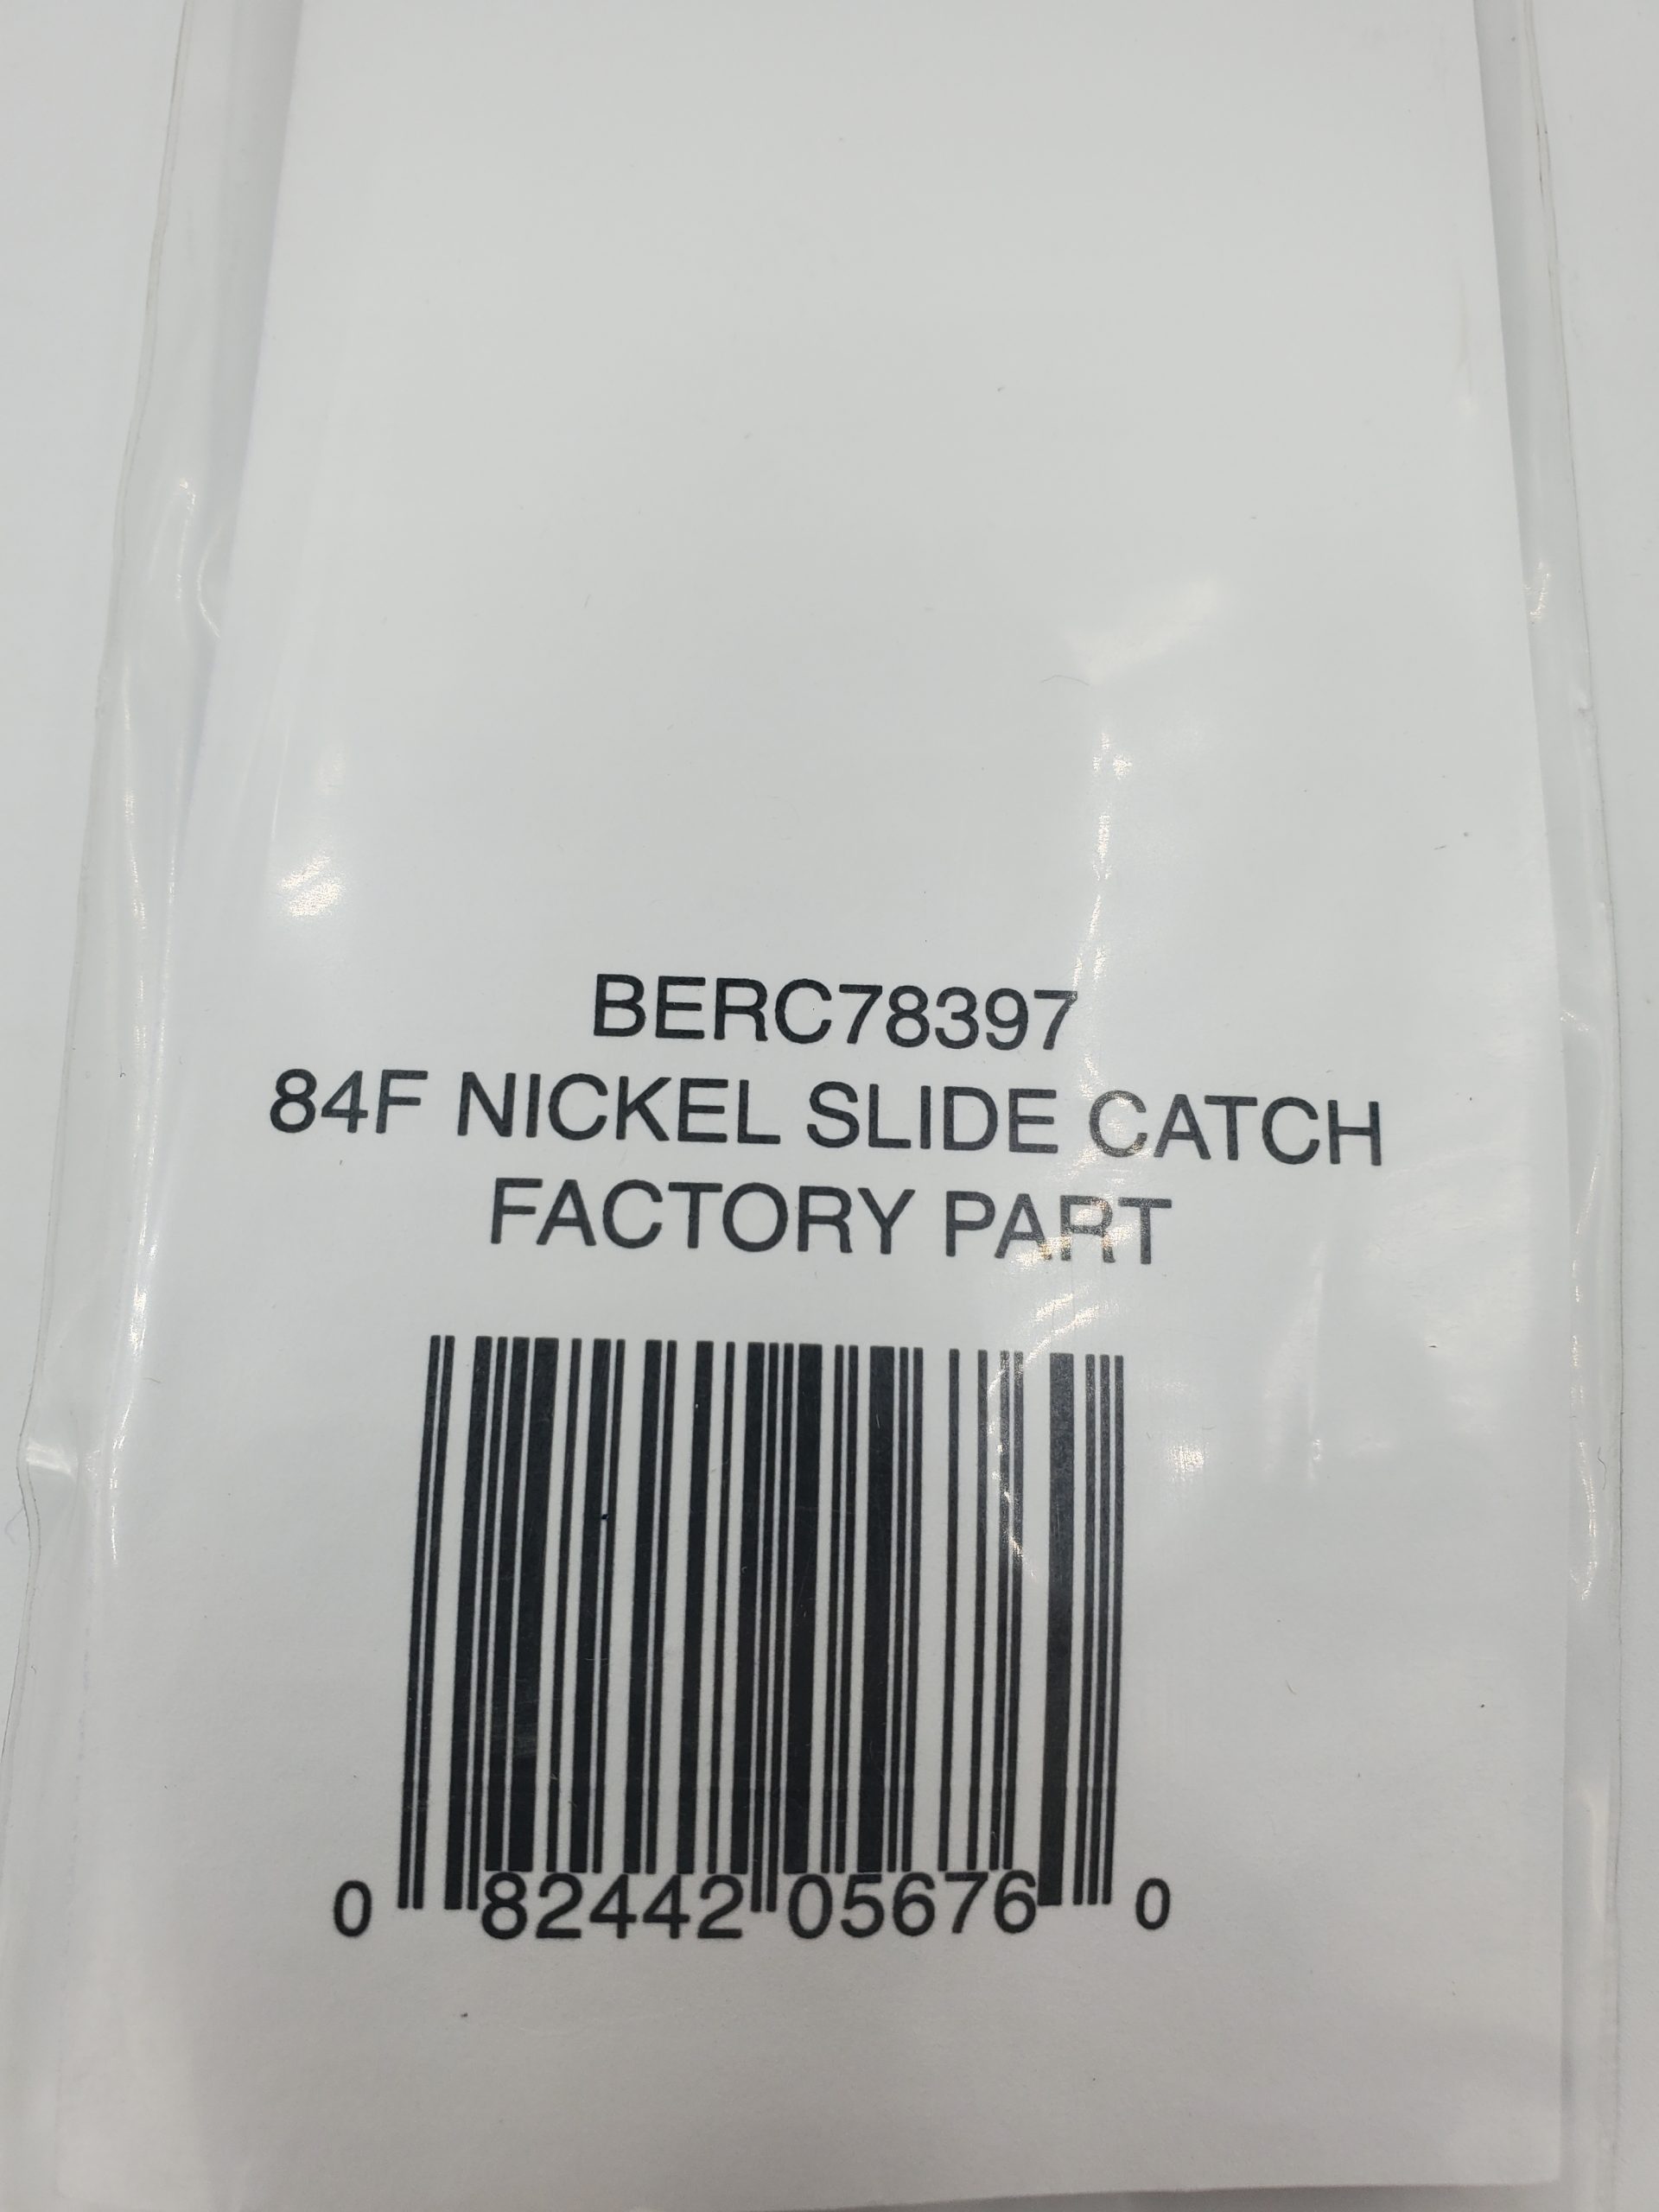 BERC78397
84F NICKEL SLIDE CATCH
FACTORY PART
0 82442 05676 0